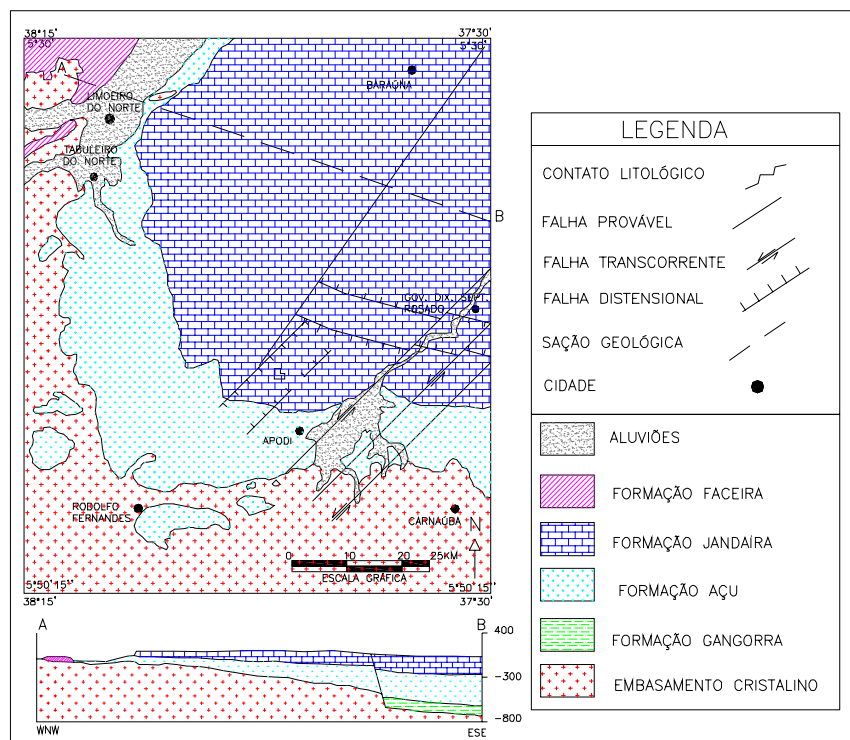 38°15'
37°30'
5°30'
5°30'
A
LIMOEIRO
DO NORTE
BARAÚNA
TABULEIRO
DO NORTE
B
GOV. DIX. SEP.
ROSADO
APODI
RODOLFO
FERNANDES
CARNAÚBA
N
0 10 20 25KM
ESCALA GRÁFICA
5°50'15''
5°50'15''
38°15'
37°30'
A
B
400
-300
-800
WNW
ESE
LEGENDA
CONTATO LITOLÓGICO
FALHA PROVÁVEL
FALHA TRANSCORRENTE
FALHA DISTENSIONAL
SAÇÃO GEOLÓGICA
CIDADE
ALUVIÕES
FORMAÇÃO FACEIRA
FORMAÇÃO JANDAÍRA
FORMAÇÃO AÇU
FORMAÇÃO GANGORRA
EMBASAMENTO CRISTALINO